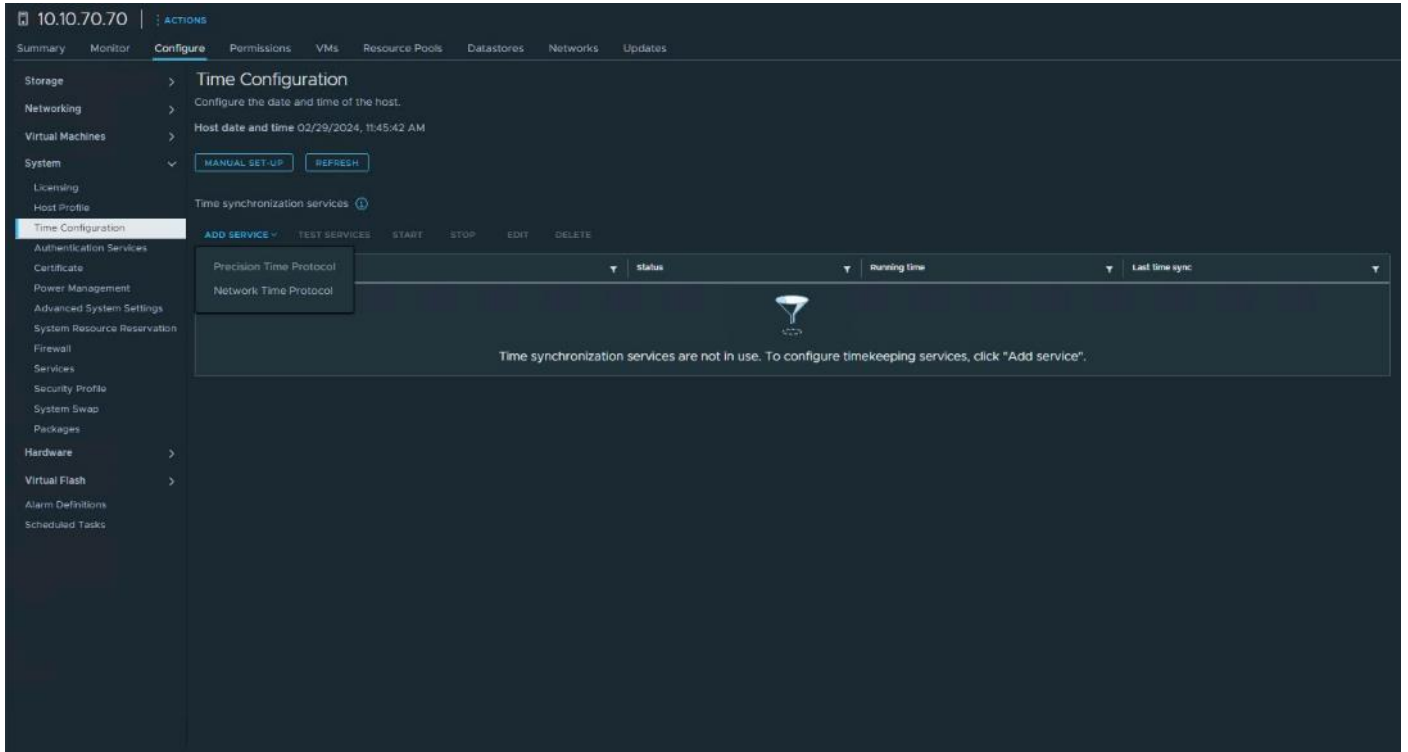 10.10.70.70 | ACTIONS
Summary Monitor Configure Permissions VMs Resource Pools Datastores Networks Updates
Storage
Networking
Virtual Machines
System
Licensing
Host Profile
Time Configuration
Authentication Services
Certificate
Power Management
Advanced System Settings
System Resource Reservation
Firewall
Services
Security Profile
System Swap
Packages
Hardware
Virtual Flash
Alarm Definitions
Scheduled Tasks
Time Configuration
Configure the date and time of the host.
Host date and time 02/29/2024, 11:45:42 AM
MANUAL SET-UP REFRESH
Time synchronization services
ADD SERVICE TEST SERVICES START STOP EDIT DELETE
Precision Time Protocol
Network Time Protocol
Status Running time Last time sync
Time synchronization services are not in use. To configure timekeeping services, click "Add service".